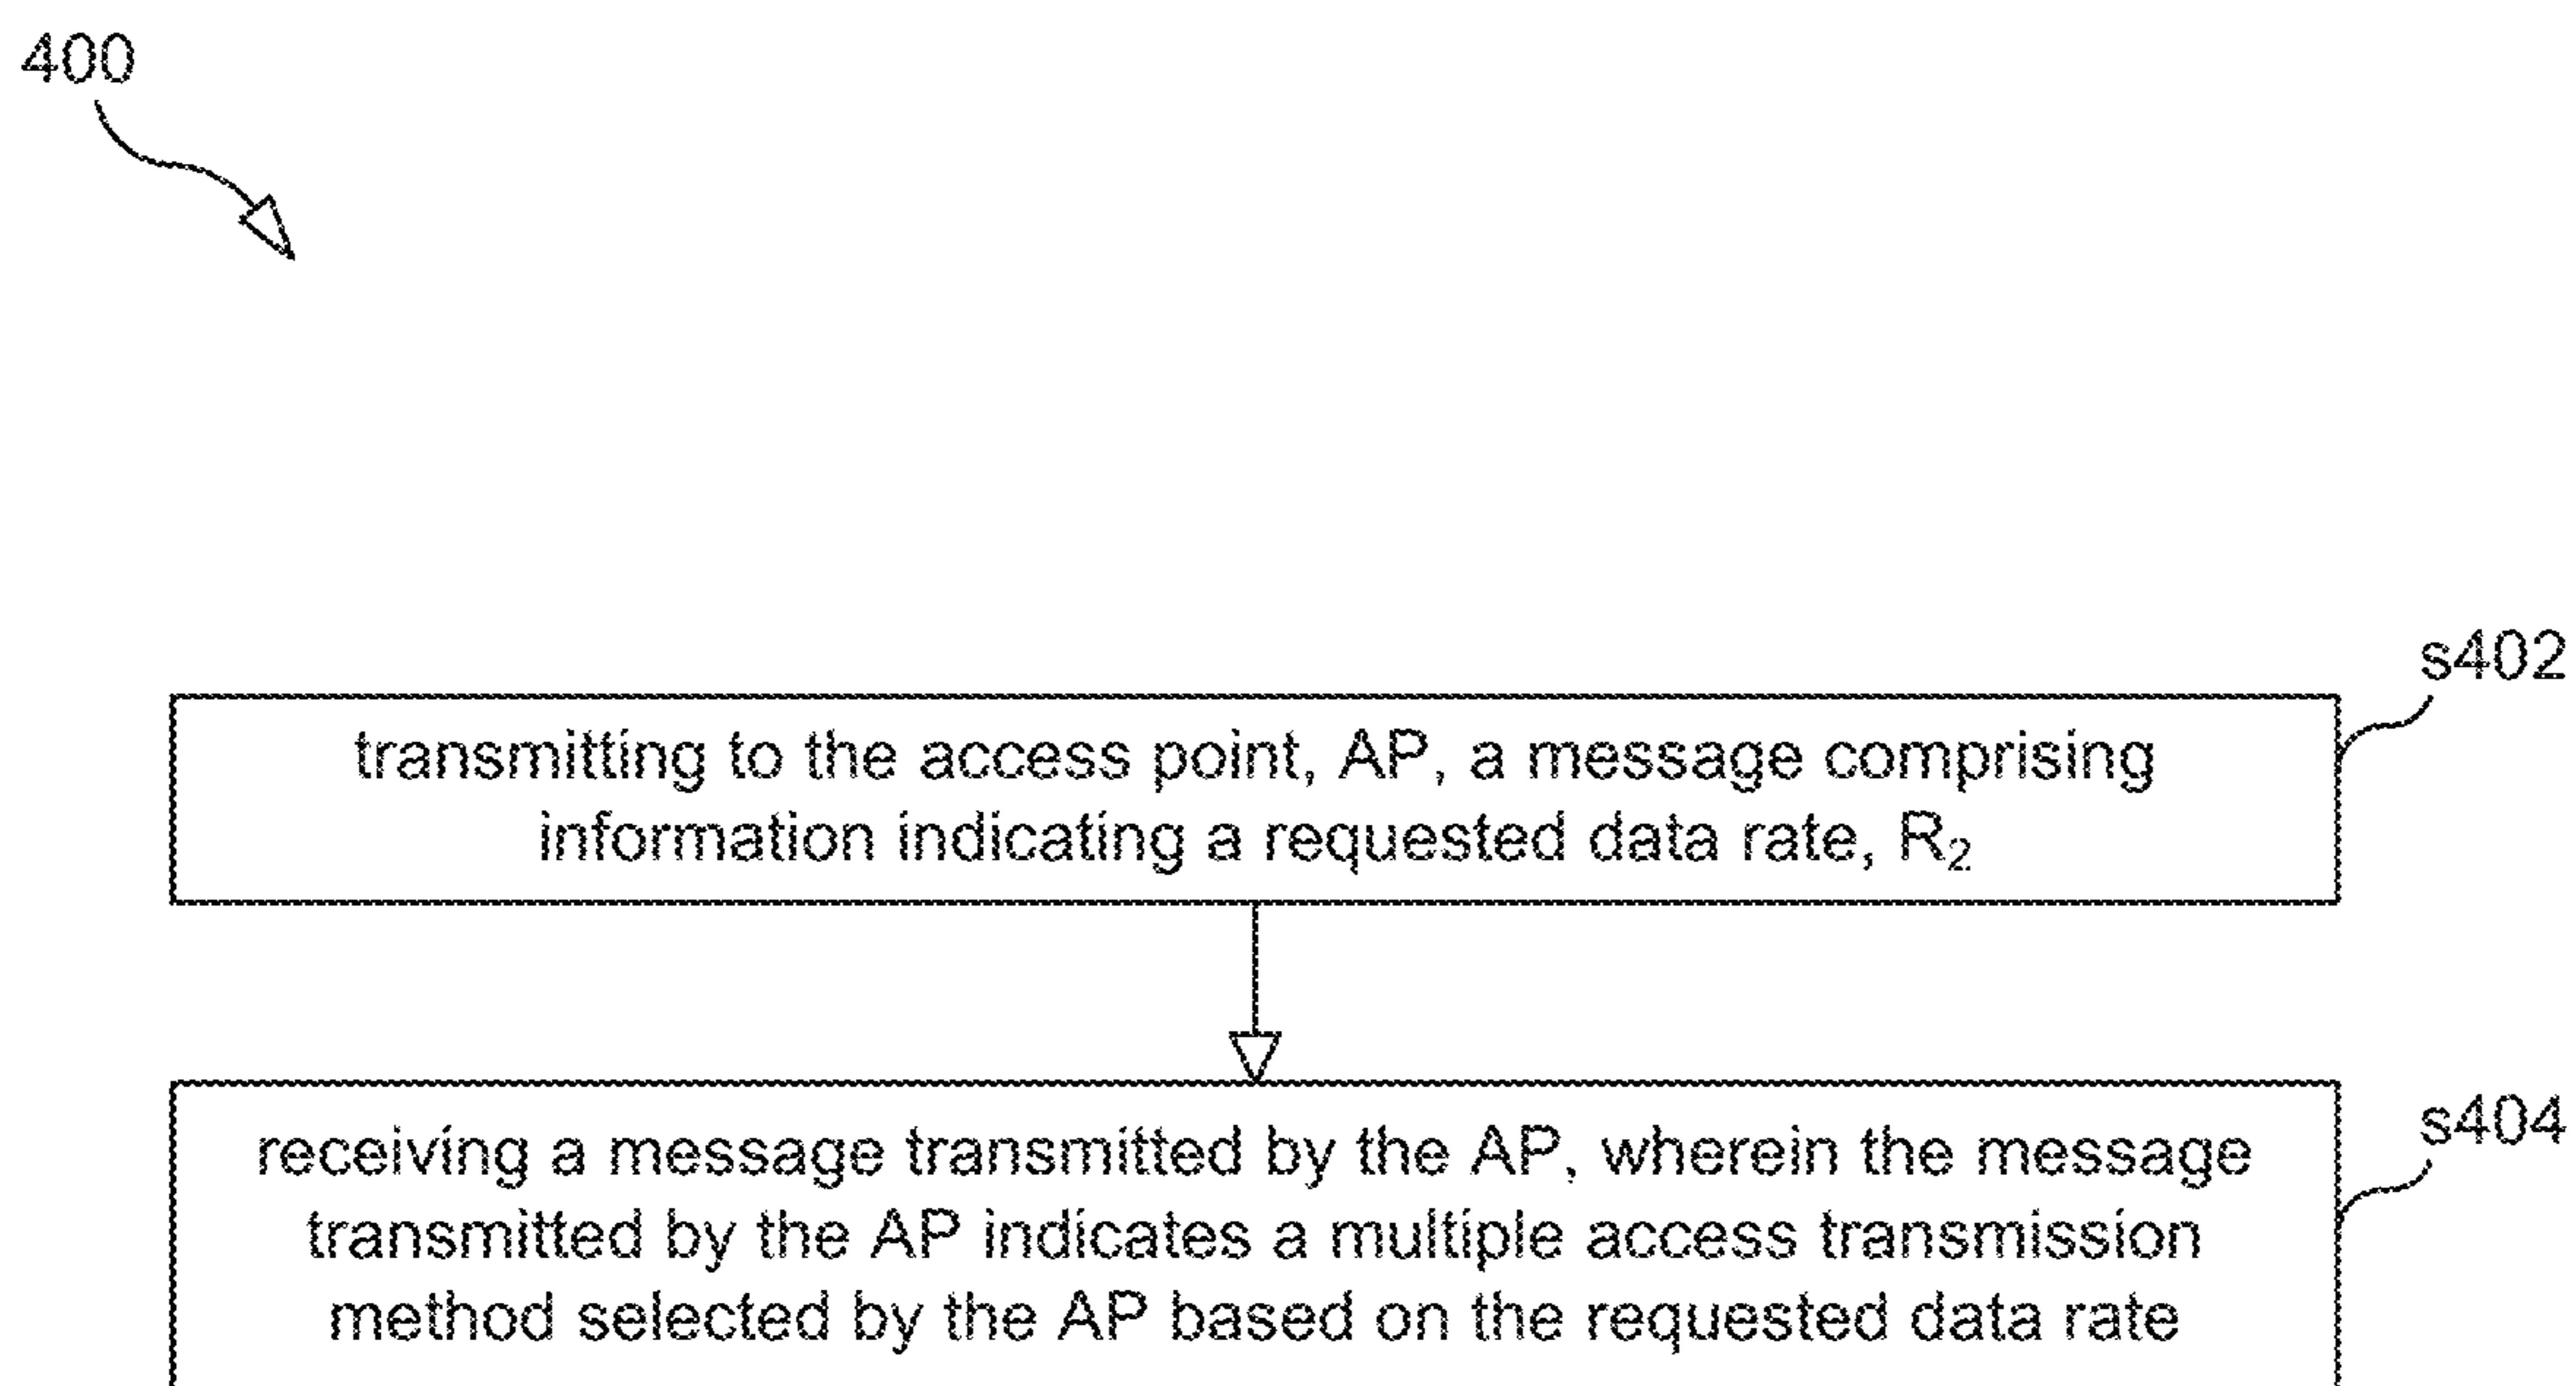 400
s402
transmitting to the access point, AP, a message comprising
information indicating a requested data rate, R₂
s404
receiving a message transmitted by the AP, wherein the message
transmitted by the AP indicates a multiple access transmission
method selected by the AP based on the requested data rate